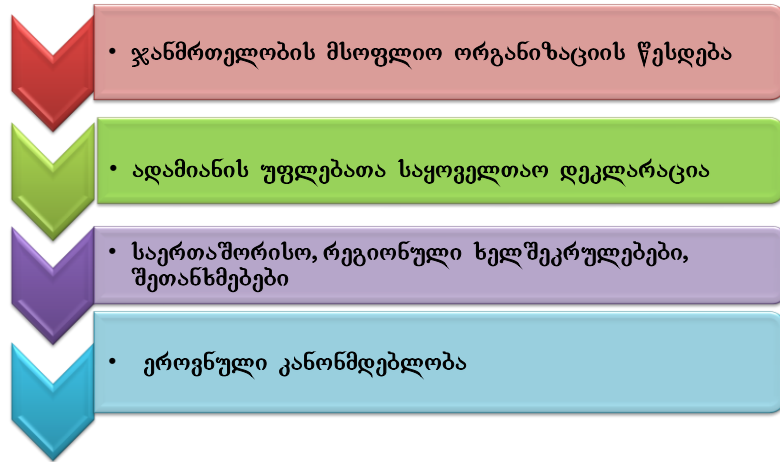 • ჯანმრთელობის მსოფლიო ორგანიზაციის წესდება
• ადამიანის უფლებათა საყოველთაო დეკლარაცია
• საერთაშორისო, რეგიონული ხელშეკრულებები,
შეთანხმებები
• ეროვნული კანონმდებლობა